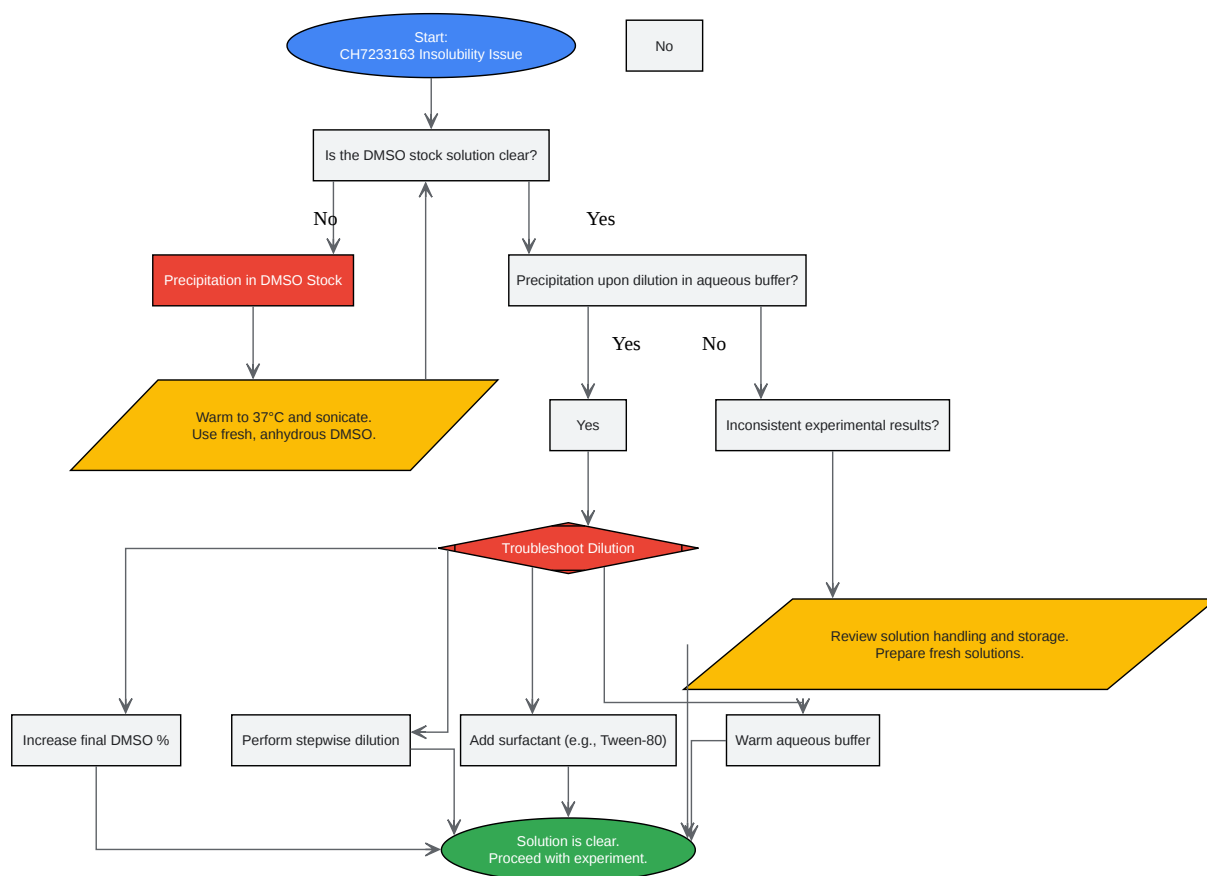 Start:
CH7233163 Insolubility Issue
No
Is the DMSO stock solution clear?
No
Yes
Precipitation in DMSO Stock
Precipitation upon dilution in aqueous buffer?
Yes
No
Warm to 37°C and sonicate.
Use fresh, anhydrous DMSO.
Yes
Inconsistent experimental results?
Troubleshoot Dilution
Review solution handling and storage.
Prepare fresh solutions.
Increase final DMSO %
Perform stepwise dilution
Add surfactant (e.g., Tween-80)
Warm aqueous buffer
Solution is clear.
Proceed with experiment.